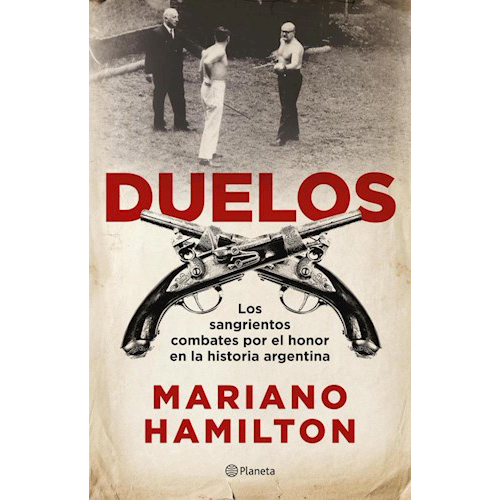 DUELOS
Los
sangrientos
combates por el honor
en la historia argentina
MARIANO
HAMILTON
Planeta